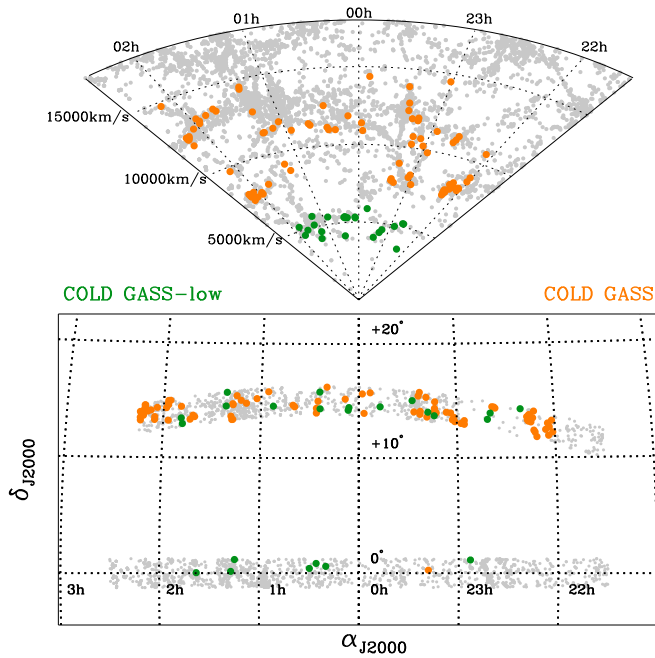 02h 01h 00h 23h 22h
15000km/s
10000km/s
5000km/s
COLD GASS-low COLD GASS
+20°
+10°
0°
3h 2h 1h 0h 23h 22h
δJ2000
αJ2000